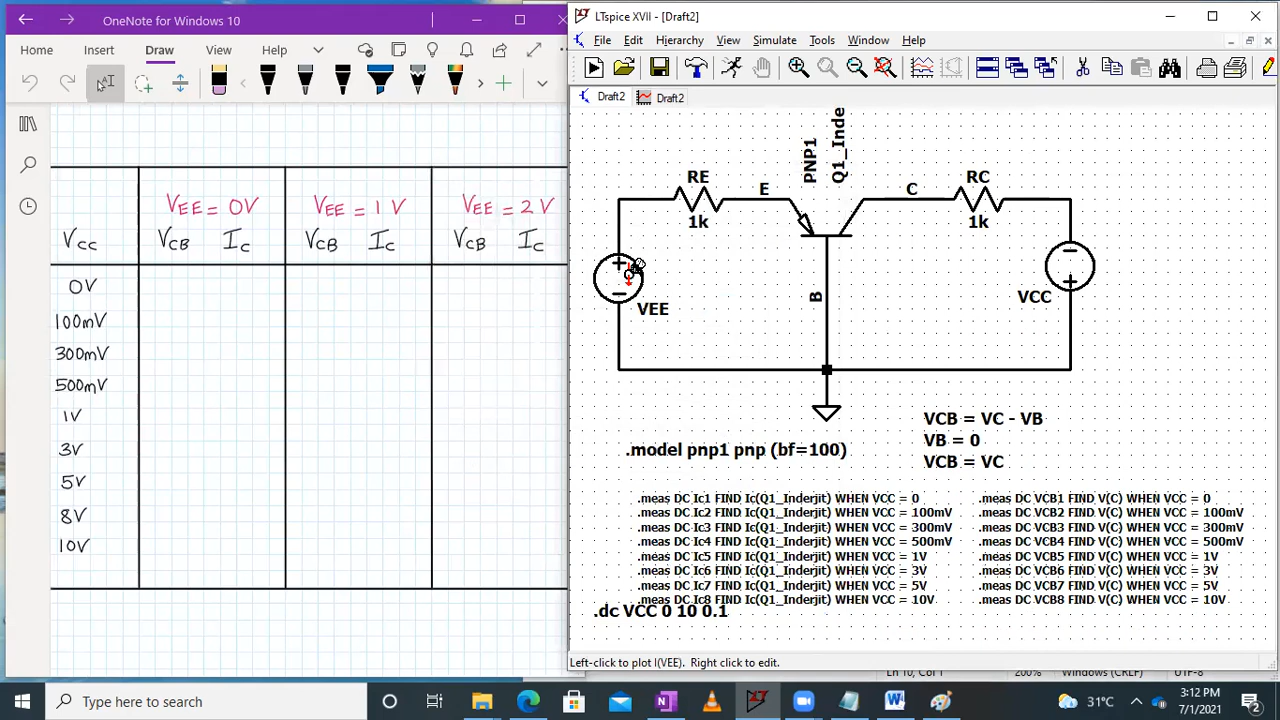 OneNote for Windows 10
Home Insert Draw View Help
VEE = 0V VEE = 1V VEE = 2V
VCC VCB IC VCB IC VCB IC
0V
100mV
300mV
500mV
1V
3V
5V
8V
10V
LTspice XVII - [Draft2]
File Edit Hierarchy View Simulate Tools Window Help
Draft2 Draft2
PNP1
Q1_Inde
RE E C RC
1k 1k
B
VEE
VCC
VCB = VC - VB
VB = 0
VCB = VC
.model pnp1 pnp (bf=100)
.meas DC Ic1 FIND Ic(Q1_Inderjit) WHEN VCC = 0
.meas DC Ic2 FIND Ic(Q1_Inderjit) WHEN VCC = 100mV
.meas DC Ic3 FIND Ic(Q1_Inderjit) WHEN VCC = 300mV
.meas DC Ic4 FIND Ic(Q1_Inderjit) WHEN VCC = 500mV
.meas DC Ic5 FIND Ic(Q1_Inderjit) WHEN VCC = 1V
.meas DC Ic6 FIND Ic(Q1_Inderjit) WHEN VCC = 3V
.meas DC Ic7 FIND Ic(Q1_Inderjit) WHEN VCC = 5V
.meas DC Ic8 FIND Ic(Q1_Inderjit) WHEN VCC = 10V
.meas DC VCB1 FIND V(C) WHEN VCC = 0
.meas DC VCB2 FIND V(C) WHEN VCC = 100mV
.meas DC VCB3 FIND V(C) WHEN VCC = 300mV
.meas DC VCB4 FIND V(C) WHEN VCC = 500mV
.meas DC VCB5 FIND V(C) WHEN VCC = 1V
.meas DC VCB6 FIND V(C) WHEN VCC = 3V
.meas DC VCB7 FIND V(C) WHEN VCC = 5V
.meas DC VCB8 FIND V(C) WHEN VCC = 10V
.dc VCC 0 10 0.1
Left-click to plot I(VEE). Right click to edit.
Ln 10, Col 1 200% Windows (CRLF) UTF-8
Type here to search
31°C
3:12 PM
7/1/2021
2